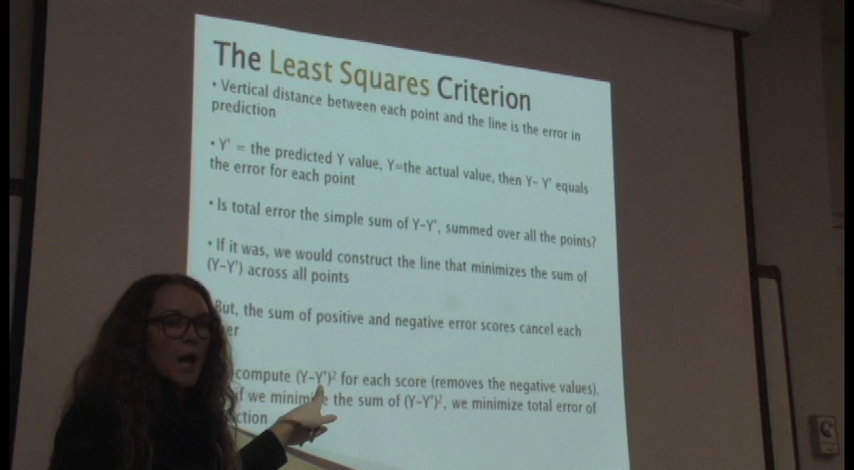 The Least Squares Criterion
• Vertical distance between each point and the line is the error in
prediction
• Y' = the predicted Y value, Y=the actual value, then Y- Y' equals
the error for each point
• Is total error the simple sum of Y-Y', summed over all the points?
• If it was, we would construct the line that minimizes the sum of
(Y-Y') across all points
But, the sum of positive and negative error scores cancel each
er
compute (Y-Y')² for each score (removes the negative values).
f we minimize the sum of (Y-Y')², we minimize total error of
ction